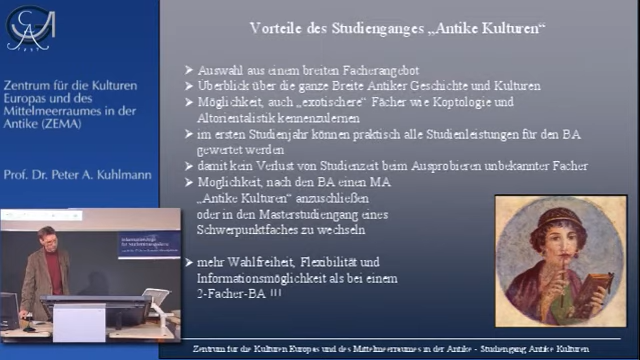 Vorteile des Studienganges „Antike Kulturen“
Auswahl aus einem breiten Fächerangebot
Überblick über die ganze Breite Antiker Geschichte und Kulturen
Möglichkeit, auch „exotischere“ Fächer wie Koptologie und
Altorientalistik kennenzulernen
im ersten Studienjahr können praktisch alle Studienleistungen für den BA
gewertet werden
damit kein Verlust von Studienzeit beim Ausprobieren unbekannter Fächer
Möglichkeit, nach den BA einen MA
„Antike Kulturen“ anzuschließen
oder in den Masterstudiengang eines
Schwerpunktfaches zu wechseln
mehr Wahlfreiheit, Flexibilität und
Informationsmöglichkeit als bei einem
2-Fächer-BA !!!
Zentrum für die Kulturen Europas und des Mittelmeerraumes in der Antike - Studiengang Antike Kulturen
Zentrum für die Kulturen
Europas und des
Mittelmeerraumes in der
Antike (ZEMA)
Prof. Dr. Peter A. Kuhlmann